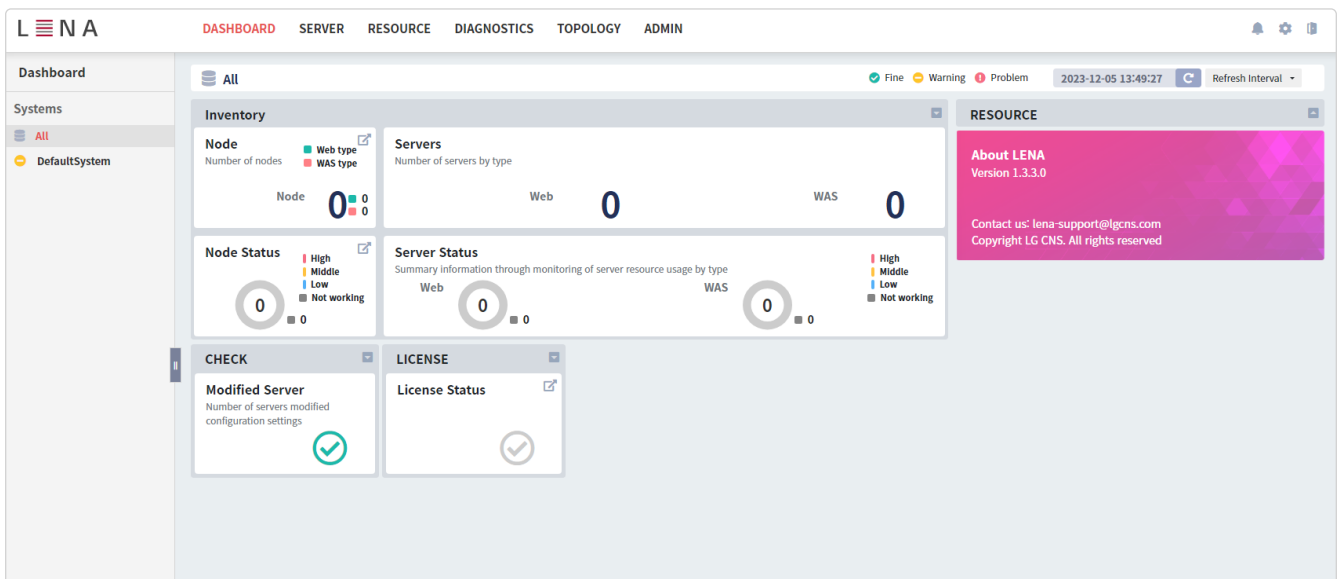 LENA
DASHBOARD SERVER RESOURCE DIAGNOSTICS TOPOLOGY ADMIN
Dashboard
Systems
All
DefaultSystem
All
Fine Warning Problem 2023-12-05 13:49:27 Refresh Interval
Inventory
Node
Number of nodes
Web type
WAS type
Node 0 0
0
Servers
Number of servers by type
Web 0 WAS 0
Node Status
High
Middle
Low
Not working
0 0
Server Status
Summary information through monitoring of server resource usage by type
Web 0 0
WAS 0 0
High
Middle
Low
Not working
CHECK
Modified Server
Number of servers modified
configuration settings
LICENSE
License Status
RESOURCE
About LENA
Version 1.3.3.0
Contact us: lena-support@lgcns.com
Copyright LG CNS. All rights reserved